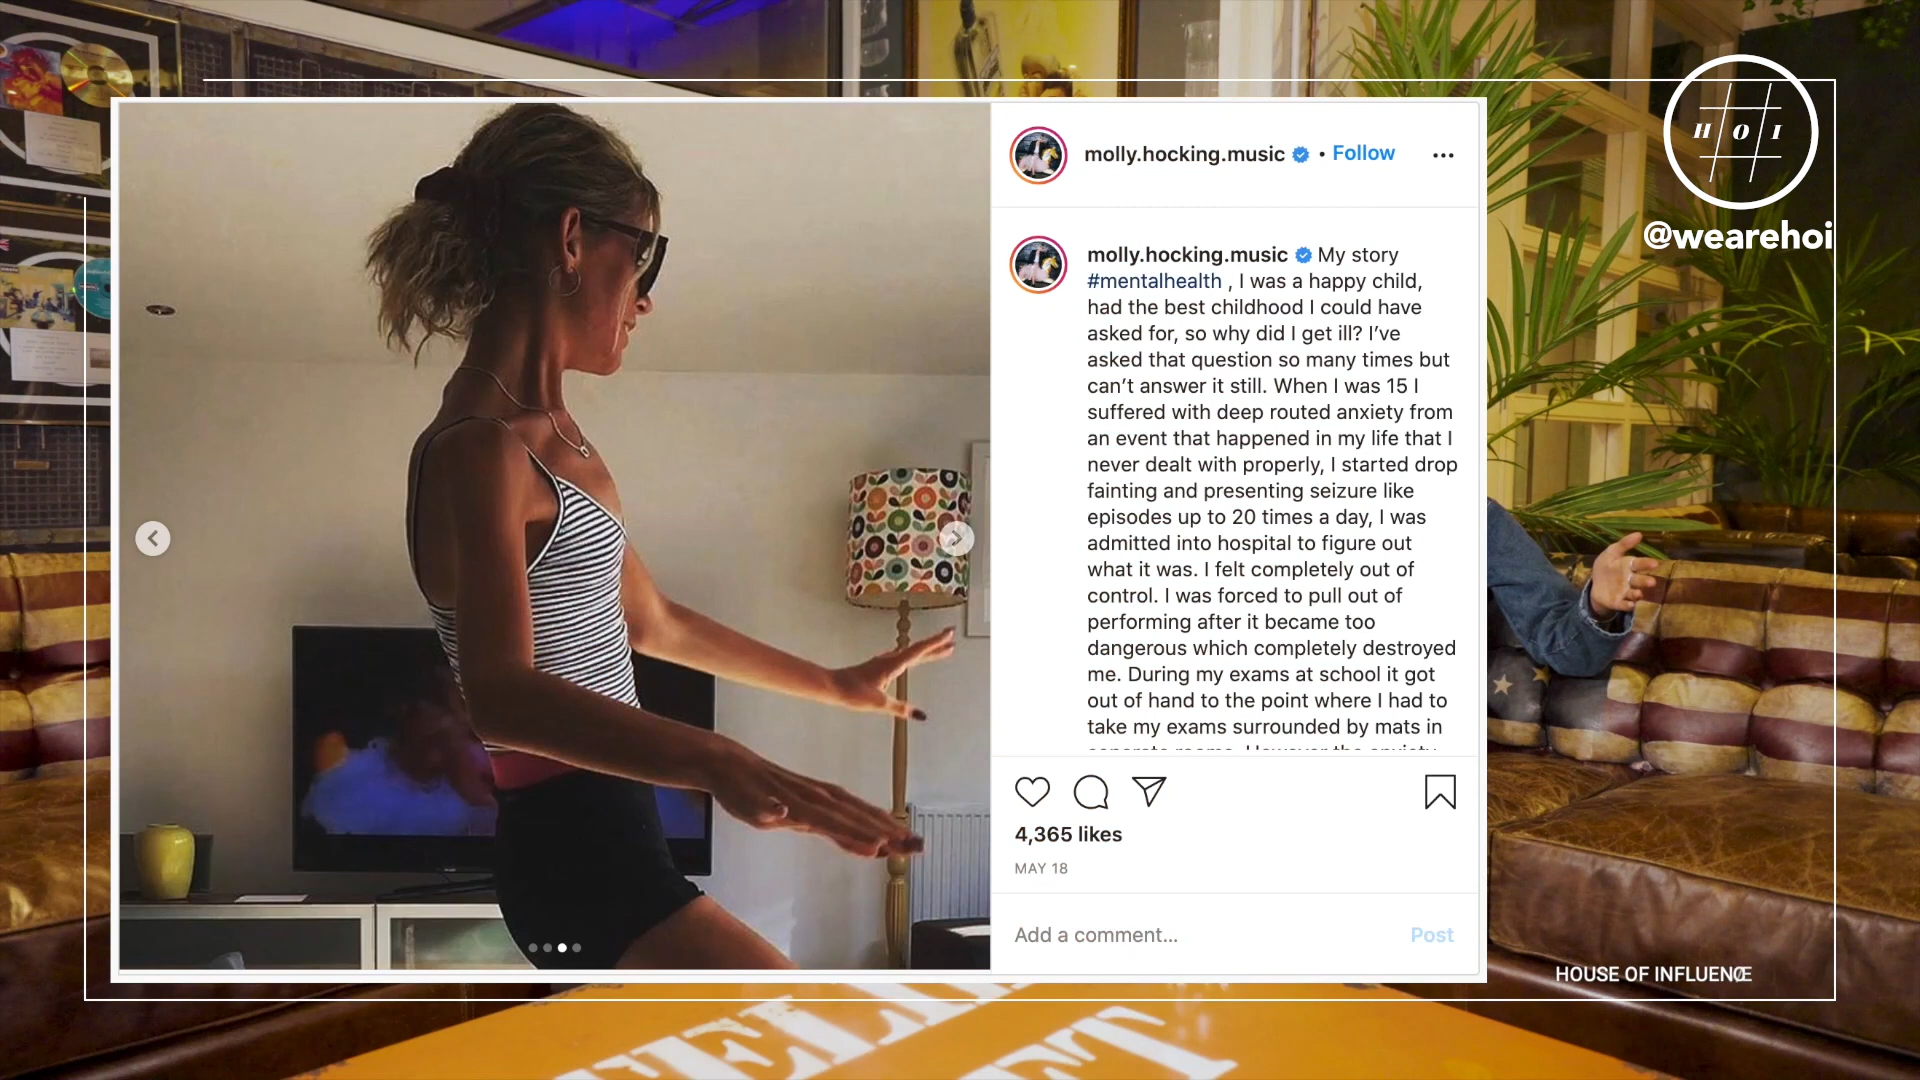 H O I
@wearehoi
molly.hocking.music • Follow
molly.hocking.music My story
#mentalhealth , I was a happy child,
had the best childhood I could have
asked for, so why did I get ill? I’ve
asked that question so many times but
can’t answer it still. When I was 15 I
suffered with deep routed anxiety from
an event that happened in my life that I
never dealt with properly, I started drop
fainting and presenting seizure like
episodes up to 20 times a day, I was
admitted into hospital to figure out
what it was. I felt completely out of
control. I was forced to pull out of
performing after it became too
dangerous which completely destroyed
me. During my exams at school it got
out of hand to the point where I had to
take my exams surrounded by mats in
4,365 likes
MAY 18
Add a comment... Post
HOUSE OF INFLUENCE